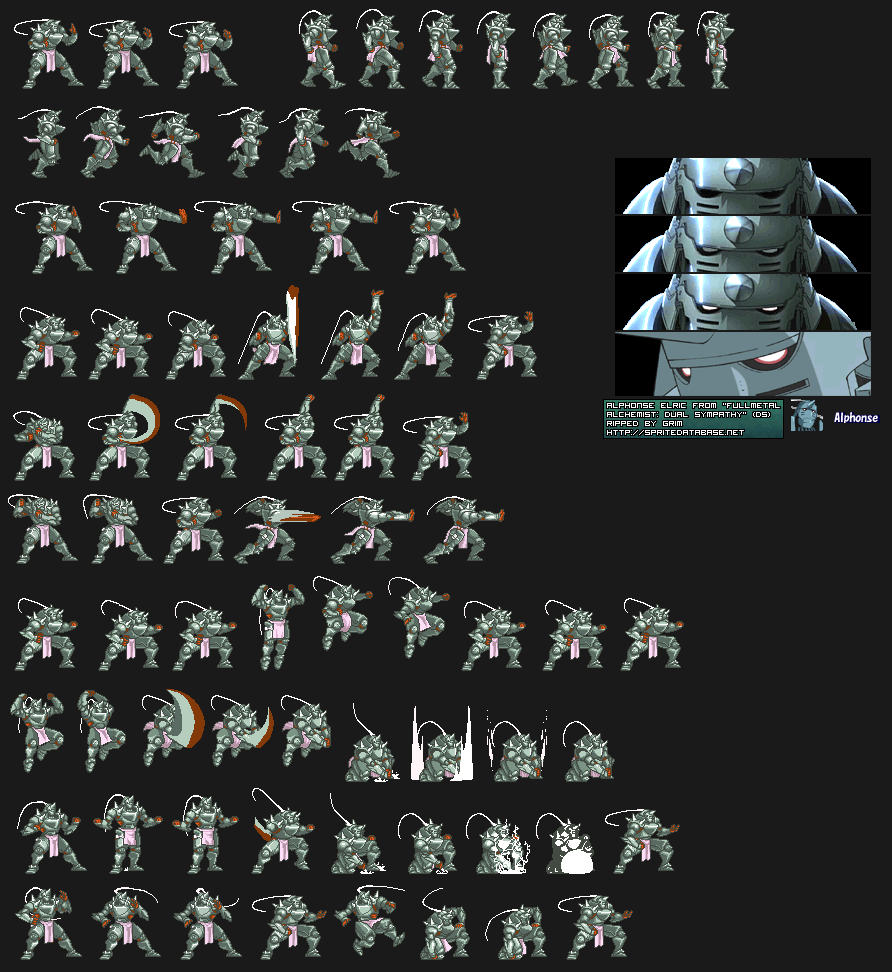 ALPHONSE ELRIC FROM "FULLMETAL
ALCHEMIST: DUAL SYMPATHY" (DS)
RIPPED BY GRIM
HTTP://SPRITEDATABASE.NET
Alphonse